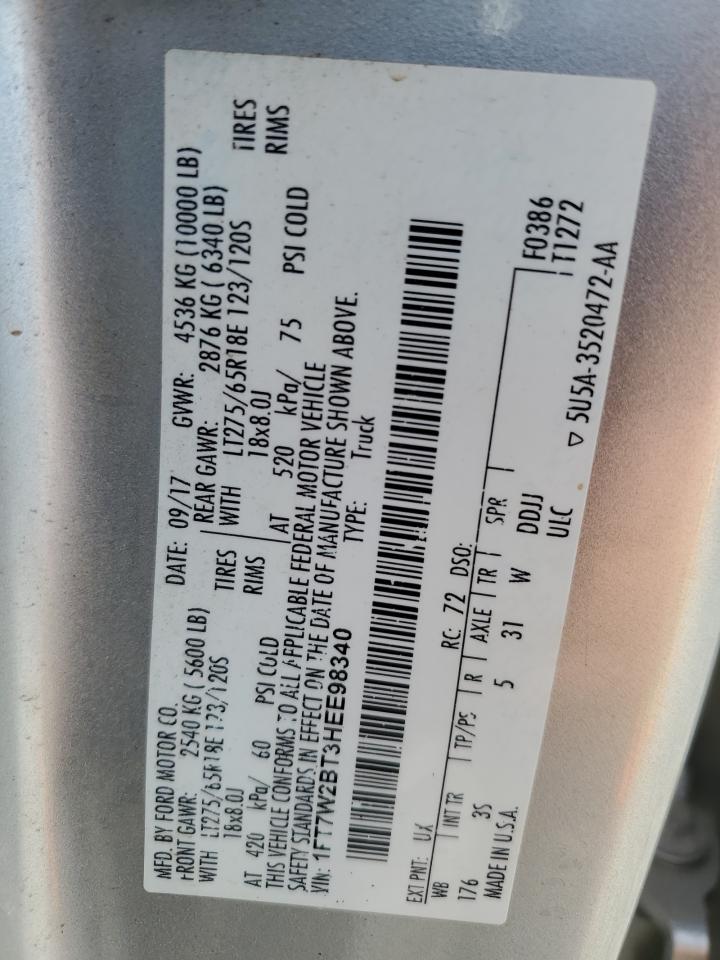 MFD. BY FORD MOTOR CO.
DATE: 09/17 GVWR: 4536 KG (10000 LB)
FRONT GAWR: 2540 KG ( 5600 LB)
REAR GAWR: 2876 KG ( 6340 LB)
WITH LT275/65R18E 123/120S TIRES
WITH LT275/65R18E 123/120S TIRES
18x8.0J RIMS
18x8.0J RIMS
AT 420 kPa/ 60 PSI COLD
AT 520 kPa/ 75 PSI COLD
THIS VEHICLE CONFORMS TO ALL APPLICABLE FEDERAL MOTOR VEHICLE
SAFETY STANDARDS IN EFFECT ON THE DATE OF MANUFACTURE SHOWN ABOVE.
VIN: 1FT7W2BT3HEE98340 TYPE: Truck
EXT PNT: UX RC: 72 DSO:
WB INT TR TP/PS R AXLE TR SPR F0386
T1272
176 3S 5 31 W DDJJ
MADE IN U.S.A. ULC
▽ 5U5A-3520472-AA